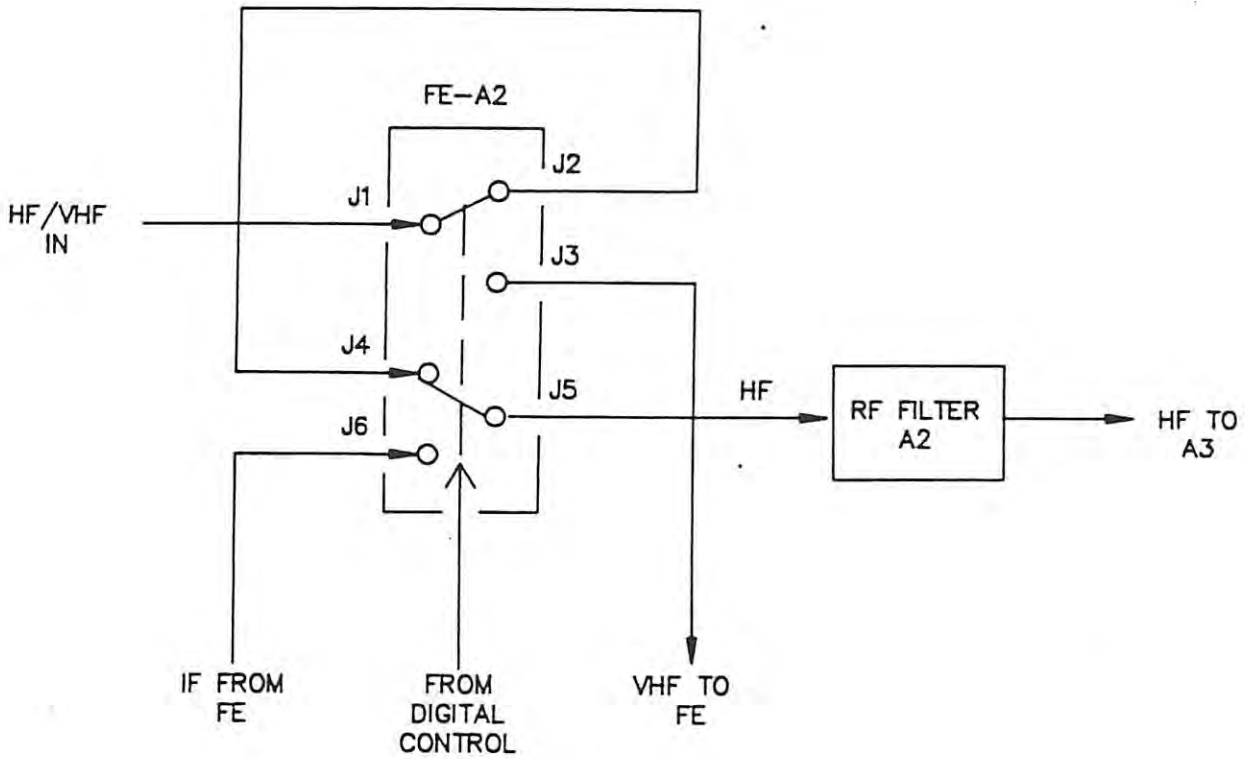 FE-A2
J2
J1
HF/VHF
IN
J3
J4
J5
HF
RF FILTER
A2
HF TO
A3
J6
IF FROM
FE
FROM
DIGITAL
CONTROL
VHF TO
FE